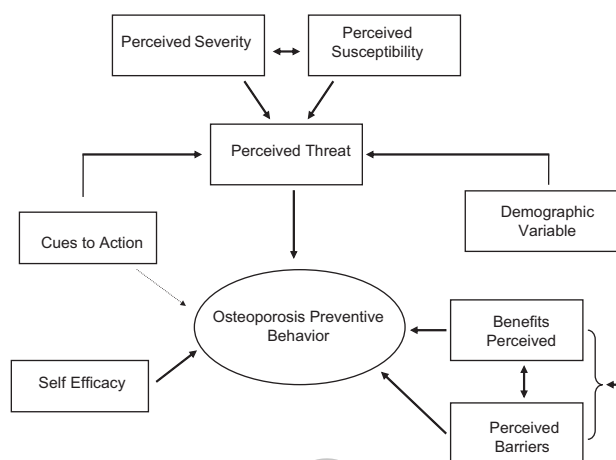 Perceived Severity
Perceived
Susceptibility
Perceived Threat
Cues to Action
Demographic
Variable
Osteoporosis Preventive
Behavior
Benefits
Perceived
Self Efficacy
Perceived
Barriers